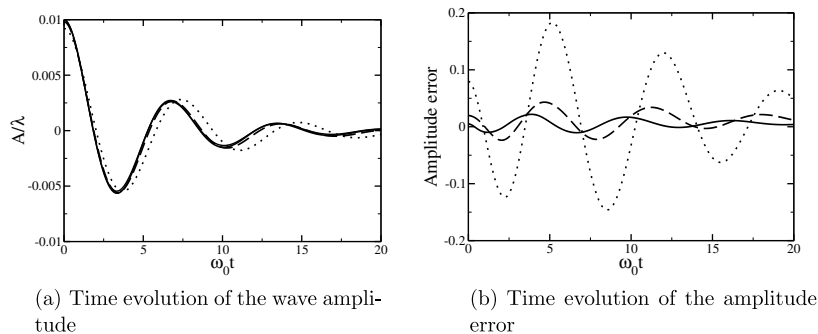 0.01
0.005
0
-0.005
-0.01
A/λ
0 5 10 15 20
ω₀t
(a) Time evolution of the wave ampli-
tude
0.2
0.1
0
-0.1
-0.2
Amplitude error
0 5 10 15 20
ω₀t
(b) Time evolution of the amplitude
error